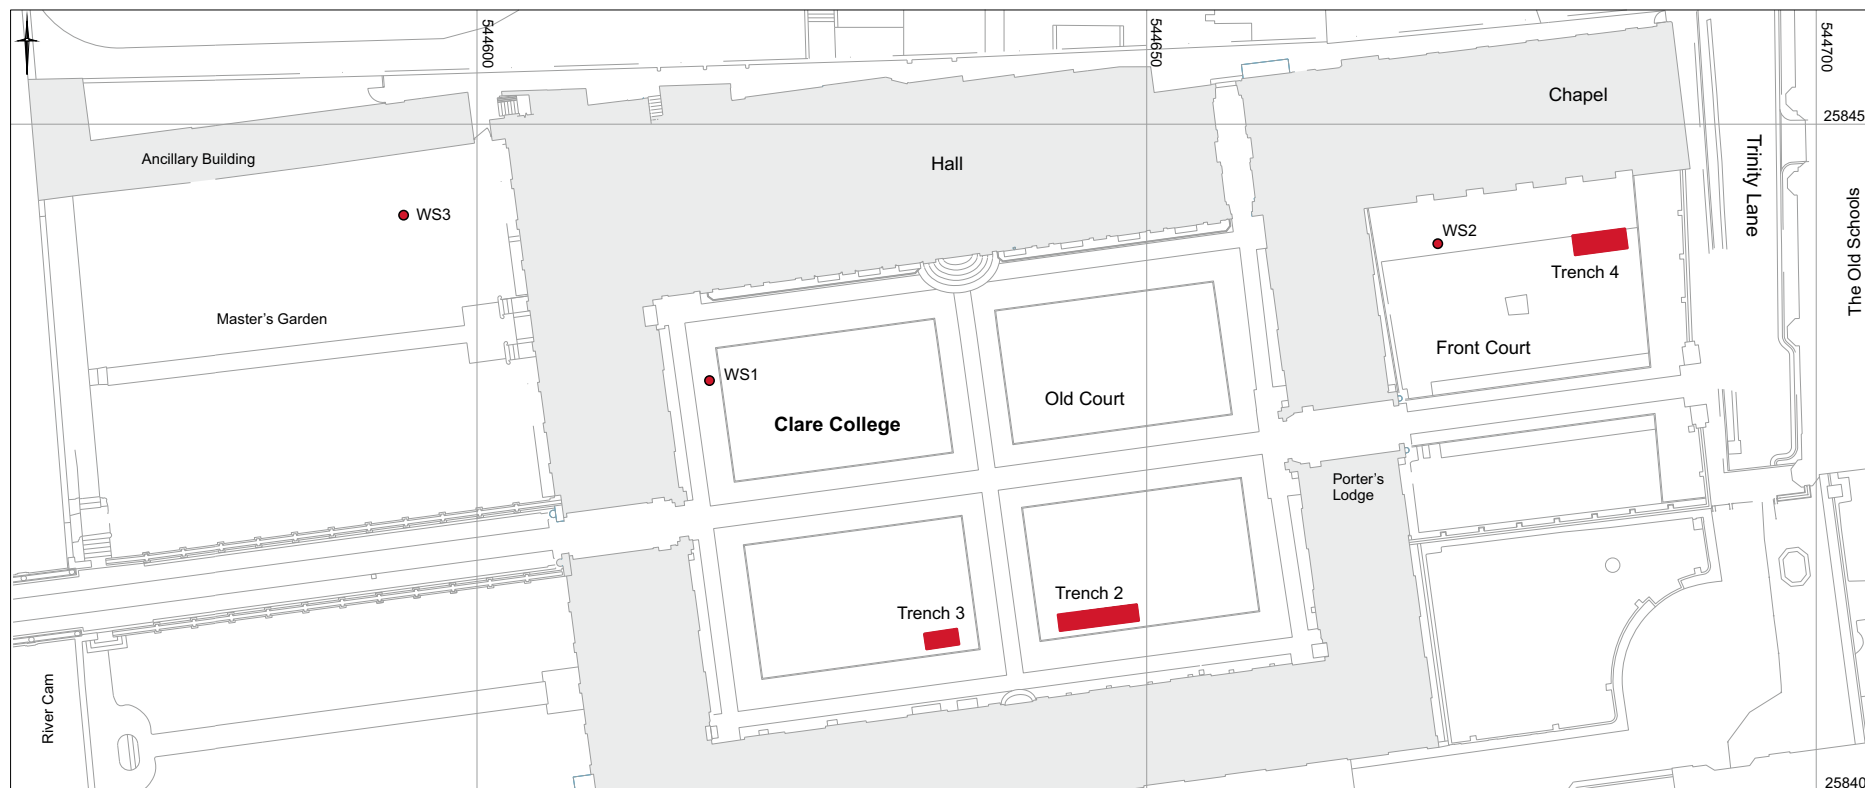 544600
544650
544700
Chapel
25845
Ancillary Building
Hall
Trinity Lane
The Old Schools
WS3
WS2
Trench 4
Master's Garden
Front Court
WS1
Old Court
Clare College
Porter's
Lodge
Trench 2
Trench 3
River Cam
25840